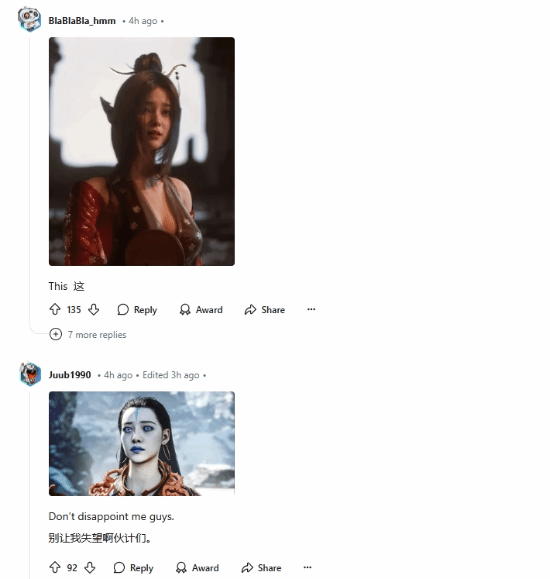 BlaBlaBla_hmm • 4h ago •
This 这
135 Reply Award Share ...
7 more replies
Juub1990 • 4h ago • Edited 3h ago •
Don't disappoint me guys.
别让我失望啊伙计们。
92 Reply Award Share ...